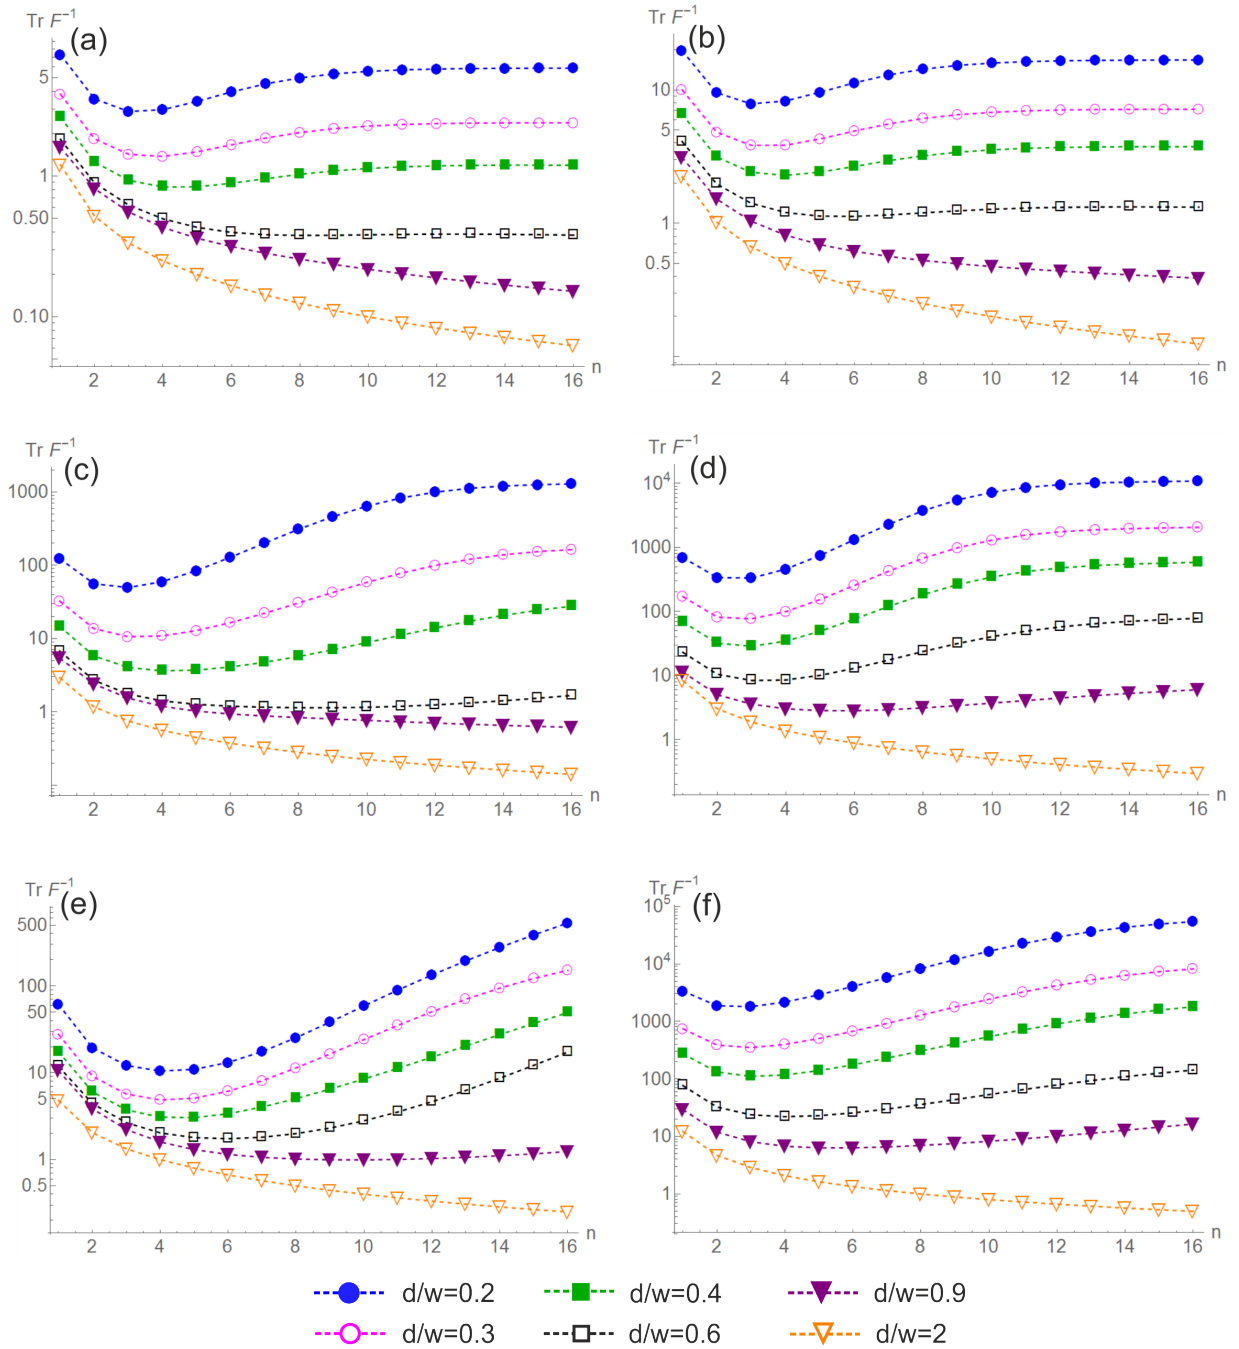 Tr F⁻¹ (a)
5
1
0.50
0.10
2 4 6 8 10 12 14 16 n
Tr F⁻¹ (b)
10
5
1
0.5
2 4 6 8 10 12 14 16 n
Tr F⁻¹ (c)
1000
100
10
1
2 4 6 8 10 12 14 16 n
Tr F⁻¹ (d)
10⁴
1000
100
10
1
2 4 6 8 10 12 14 16 n
Tr F⁻¹ (e)
500
100
50
10
5
1
0.5
2 4 6 8 10 12 14 16 n
Tr F⁻¹ (f)
10⁵
10⁴
1000
100
10
1
2 4 6 8 10 12 14 16 n
d/w=0.2 d/w=0.4 d/w=0.9
d/w=0.3 d/w=0.6 d/w=2